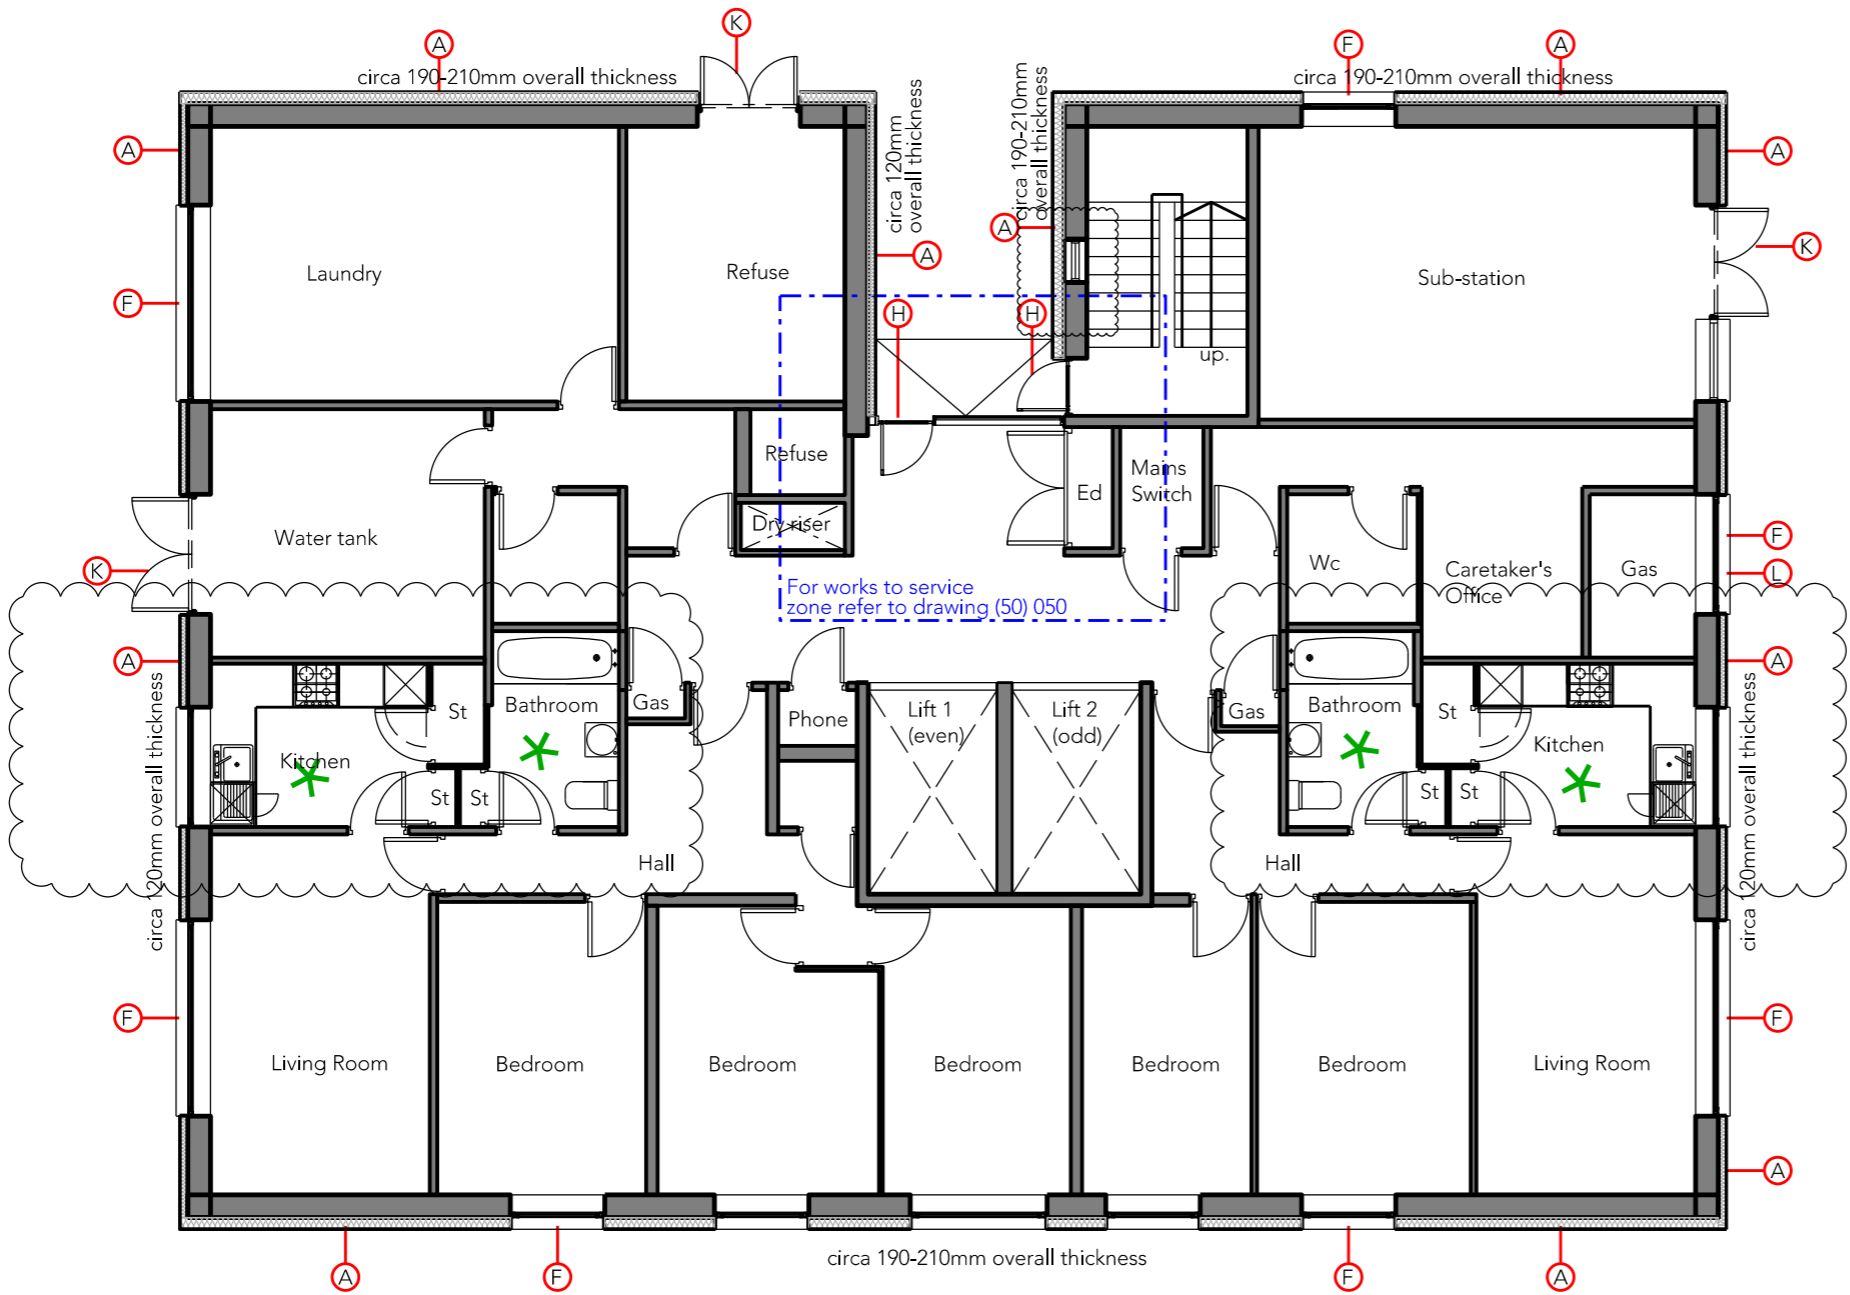 K
A
F
A
circa 190-210mm overall thickness
circa 190-210mm overall thickness
circa 120mm
overall thickness
circa 190-210mm
overall thickness
A
A
A
A
K
Laundry
Refuse
Sub-station
F
H
H
up.
Refuse
Mains
Switch
Ed
Dry riser
Water tank
F
Wc
Caretaker's
Office
Gas
K
L
For works to service
zone refer to drawing (50) 050
A
A
circa 120mm overall thickness
circa 120mm overall thickness
St
Bathroom
Gas
Phone
Lift 1
(even)
Lift 2
(odd)
Gas
Bathroom
St
Kitchen
Kitchen
St
St
St
St
Hall
Hall
F
F
Living Room
Bedroom
Bedroom
Bedroom
Bedroom
Bedroom
Living Room
A
circa 190-210mm overall thickness
A
F
F
A